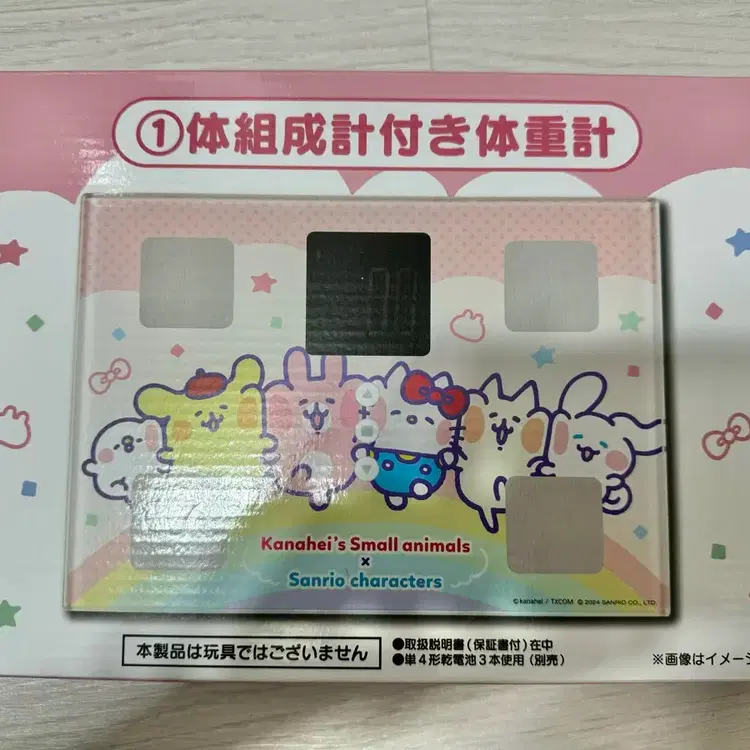 ①体組成計付き体重計
Kanahei's Small animals
×
Sanrio characters
© kanahei / TXCOM © 2024 SANRIO CO., LTD.
本製品は玩具ではございません
●取扱説明書(保証書付)在中
●単4形乾電池3本使用(別売)
※画像はイメージ